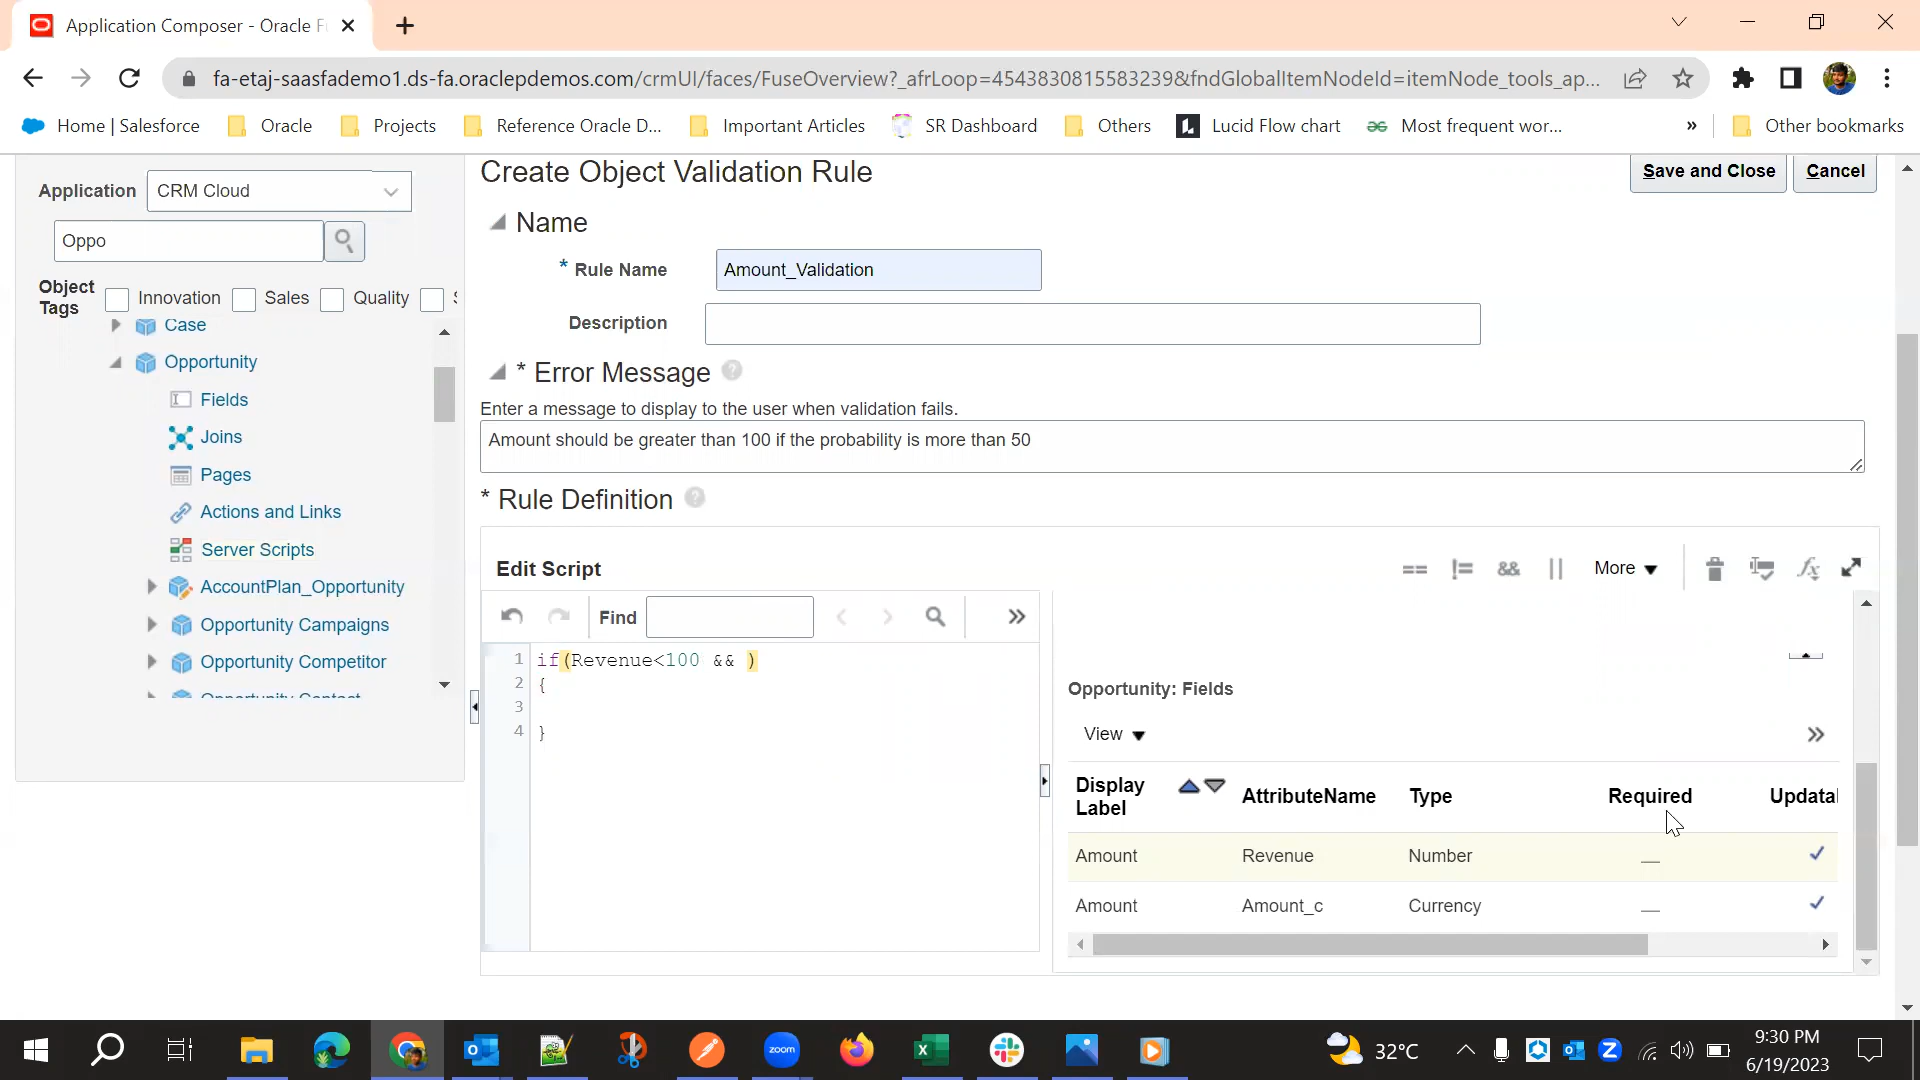 Application Composer - Oracle F
fa-etaj-saasfademo1.ds-fa.oraclepdemos.com/crmUI/faces/FuseOverview?_afrLoop=4543830815583239&fndGlobalItemNodeId=itemNode_tools_ap...
Home | Salesforce
Oracle
Projects
Reference Oracle D...
Important Articles
SR Dashboard
Others
Lucid Flow chart
Most frequent wor...
»
Other bookmarks
Application
CRM Cloud
Oppo
Object Tags
Innovation
Sales
Quality
Case
Opportunity
Fields
Joins
Pages
Actions and Links
Server Scripts
AccountPlan_Opportunity
Opportunity Campaigns
Opportunity Competitor
Create Object Validation Rule
Save and Close
Cancel
Name
* Rule Name
Amount_Validation
Description
* Error Message
Enter a message to display to the user when validation fails.
Amount should be greater than 100 if the probability is more than 50
* Rule Definition
Edit Script
==
!=
&&
||
More
Find
»
1 if(Revenue<100 && )
2 {
3
4 }
Opportunity: Fields
View
»
Display Label
AttributeName
Type
Required
Updatal
Amount
Revenue
Number
Amount
Amount_c
Currency
zoom
32°C
9:30 PM
6/19/2023